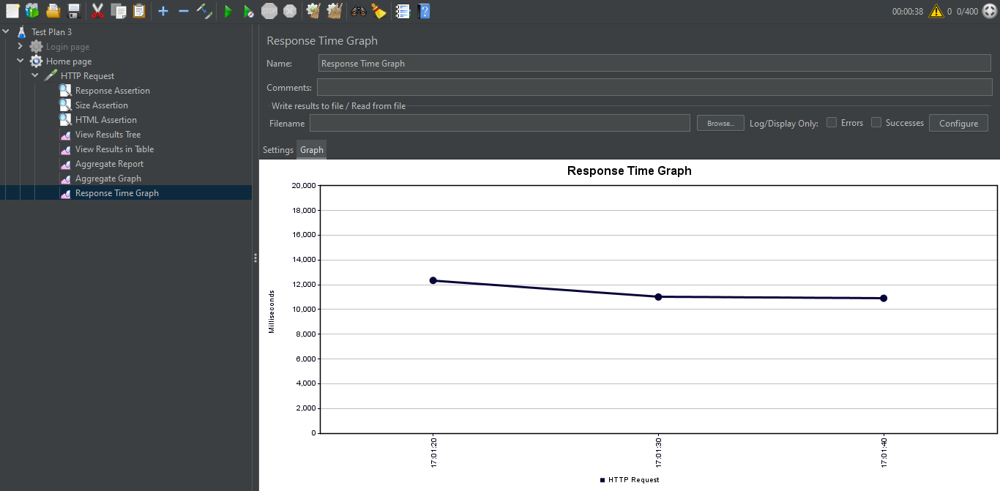 00:00:38 0 0/400
Test Plan 3
Login page
Home page
HTTP Request
Response Assertion
Size Assertion
HTML Assertion
View Results Tree
View Results in Table
Aggregate Report
Aggregate Graph
Response Time Graph
Response Time Graph
Name: Response Time Graph
Comments:
Write results to file / Read from file
Filename Browse... Log/Display Only: Errors Successes Configure
Settings Graph
Response Time Graph
20,000
18,000
16,000
14,000
12,000
10,000
8,000
6,000
4,000
2,000
0
Milliseconds
17:01:20 17:01:30 17:01:40
HTTP Request